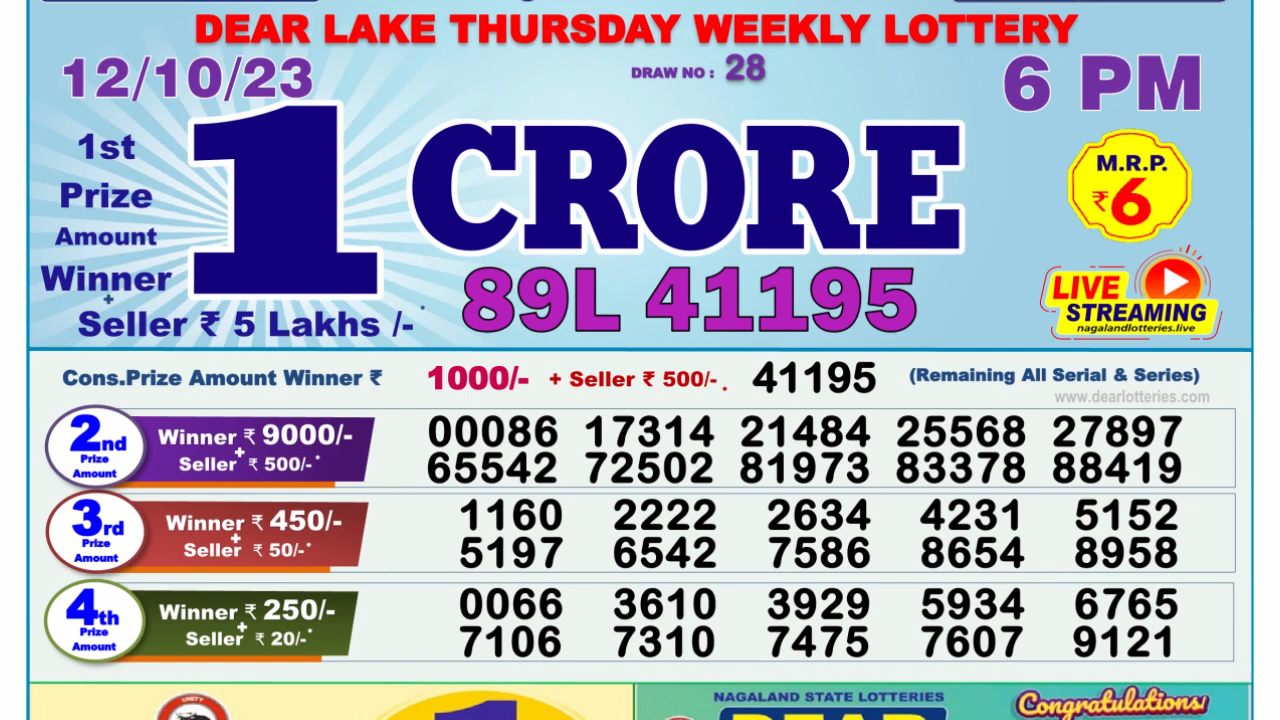 DEAR LAKE THURSDAY WEEKLY LOTTERY
12/10/23
DRAW NO : 28
6 PM
1st
Prize
Amount
Winner
+
Seller ₹ 5 Lakhs /- *
1 CRORE
89L 41195
M.R.P.
₹6
LIVE
STREAMING
nagalandlotteries.live
Cons.Prize Amount Winner ₹ 1000/- + Seller ₹ 500/- . 41195 (Remaining All Serial & Series)
www.dearlotteries.com
2nd
Prize
Amount
Winner ₹ 9000/-
+
Seller ₹ 500/-*
00086 17314 21484 25568 27897
65542 72502 81973 83378 88419
3rd
Prize
Amount
Winner ₹ 450/-
+
Seller ₹ 50/-*
1160 2222 2634 4231 5152
5197 6542 7586 8654 8958
4th
Prize
Amount
Winner ₹ 250/-
+
Seller ₹ 20/-*
0066 3610 3929 5934 6765
7106 7310 7475 7607 9121
UNITY
1
NAGALAND STATE LOTTERIES
DEAR
Congratulations!